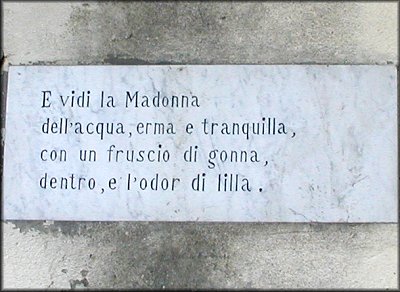 E vidi la Madonna
dell'acqua, erma e tranquilla,
con un fruscio di gonna,
dentro, e l'odor di lilla.